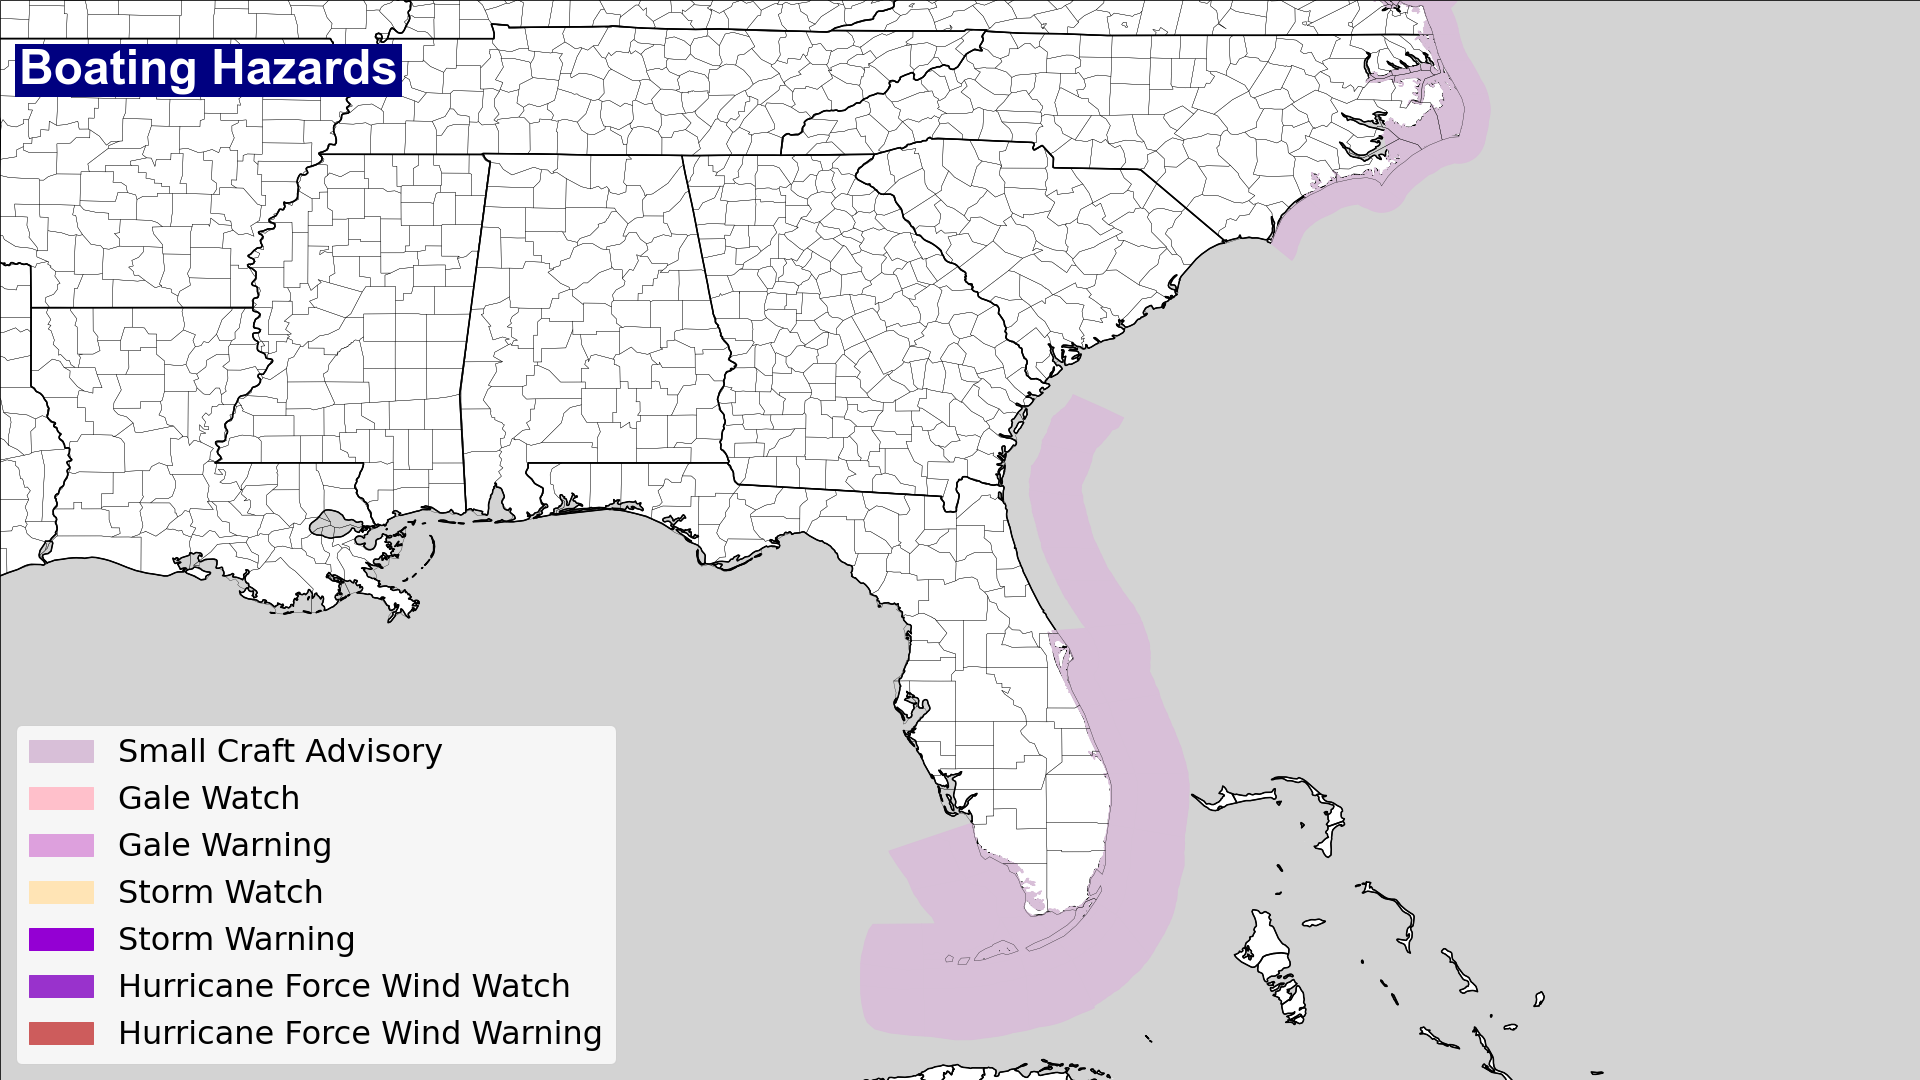 Boating Hazards
Small Craft Advisory
Gale Watch
Gale Warning
Storm Watch
Storm Warning
Hurricane Force Wind Watch
Hurricane Force Wind Warning